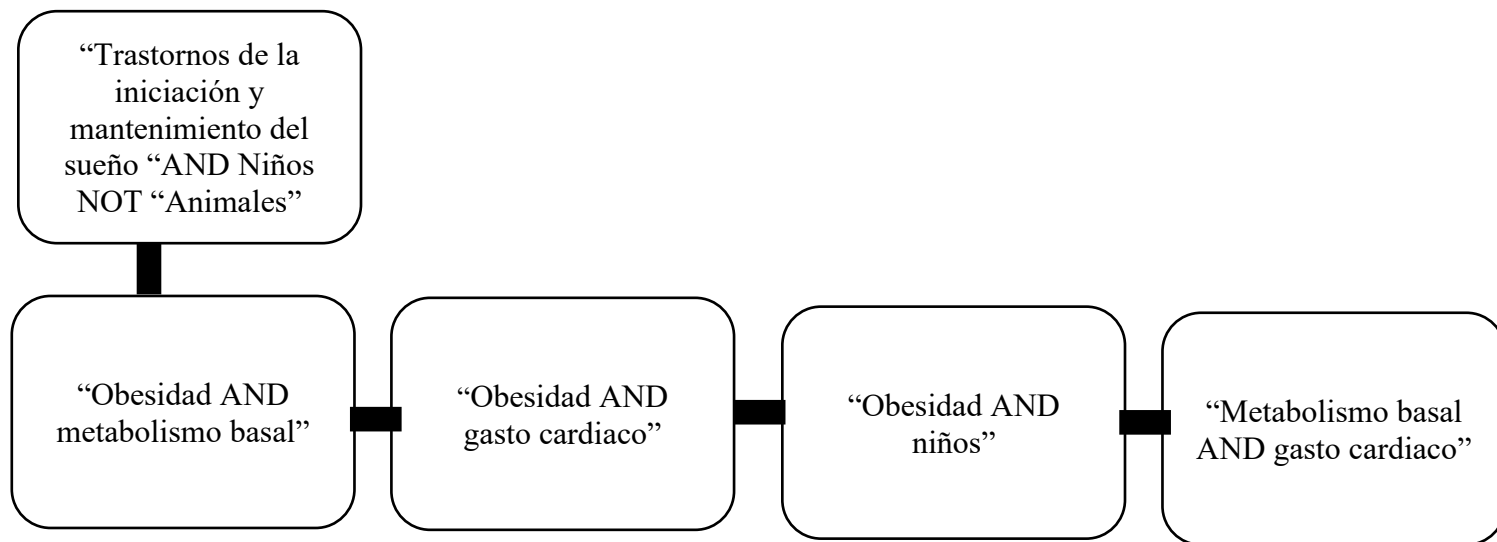 “Trastornos de la
iniciación y
mantenimiento del
sueño “AND Niños
NOT “Animales”
“Obesidad AND
metabolismo basal”
“Obesidad AND
gasto cardiaco”
“Obesidad AND
niños”
“Metabolismo basal
AND gasto cardiaco”